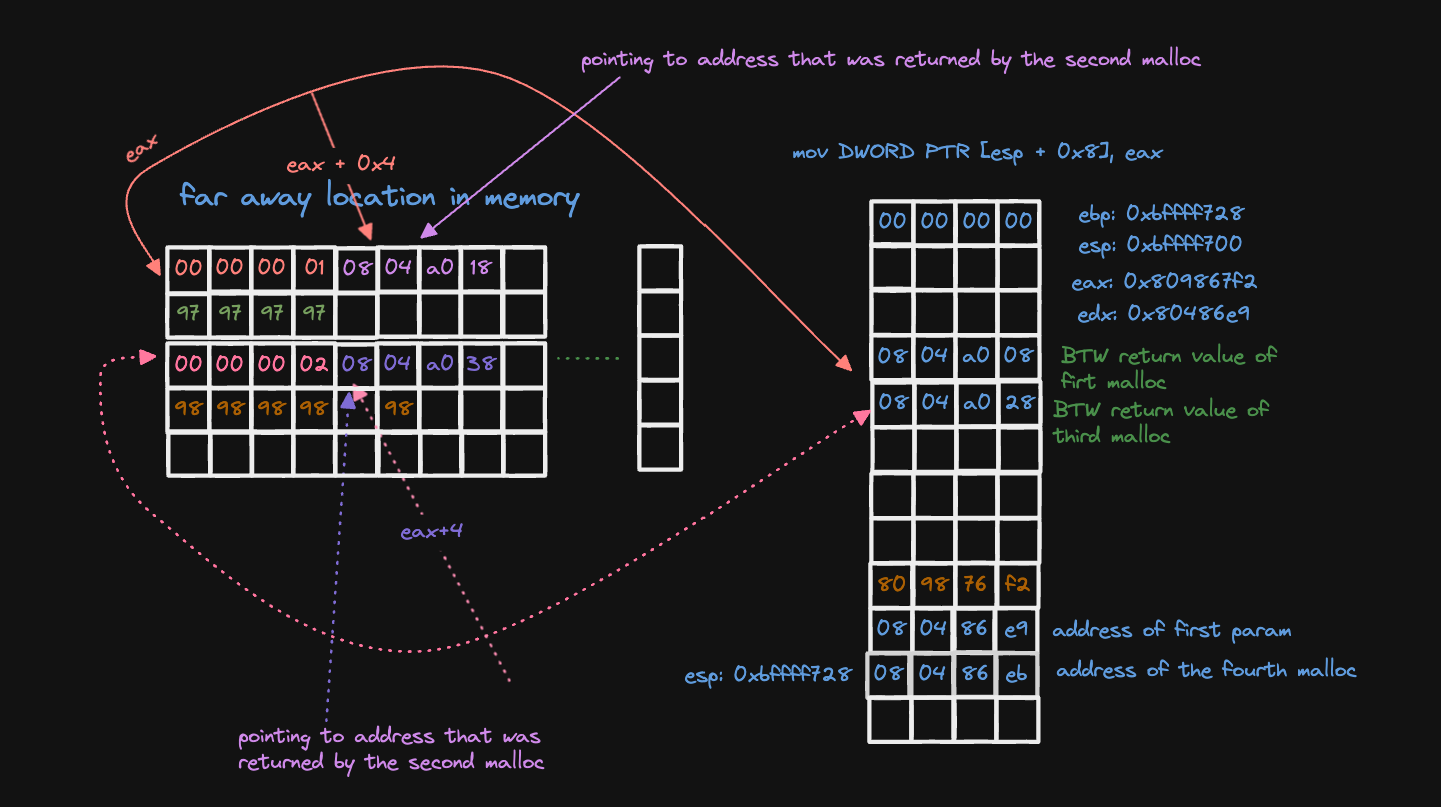 pointing to address that was returned by the second malloc
eax
eax + 0x4
far away location in memory
00 00 00 01 08 04 a0 18
97 97 97 97
00 00 00 02 08 04 a0 38
98 98 98 98 98
eax+4
pointing to address that was
returned by the second malloc
mov DWORD PTR [esp + 0x8], eax
00 00 00 00
ebp: 0xbffff728
esp: 0xbffff700
eax: 0x809867f2
edx: 0x80486e9
08 04 a0 08
BTW return value of
firt malloc
08 04 a0 28
BTW return value of
third malloc
80 98 76 f2
08 04 86 e9
address of first param
esp: 0xbffff728
08 04 86 eb
address of the fourth malloc